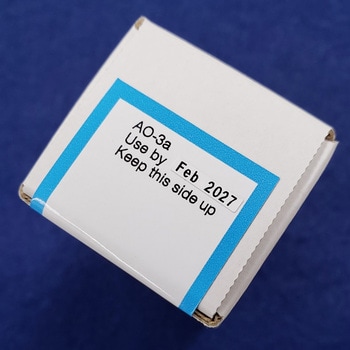 AO-3a
Use by Feb 2027
Keep this side up